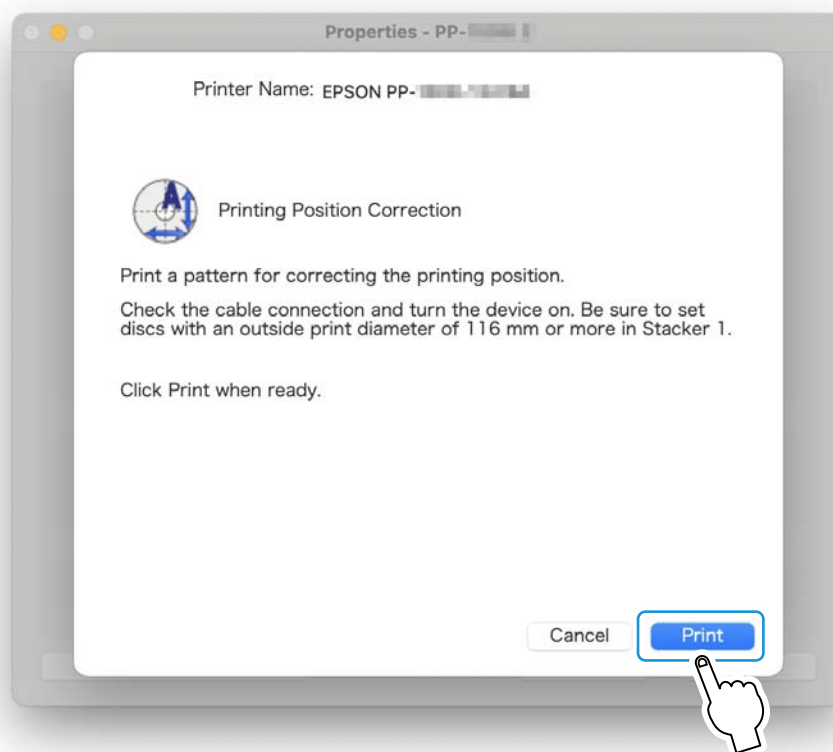 Properties - PP-
Printer Name: EPSON PP-
Printing Position Correction
Print a pattern for correcting the printing position.
Check the cable connection and turn the device on. Be sure to set
discs with an outside print diameter of 116 mm or more in Stacker 1.
Click Print when ready.
Cancel Print